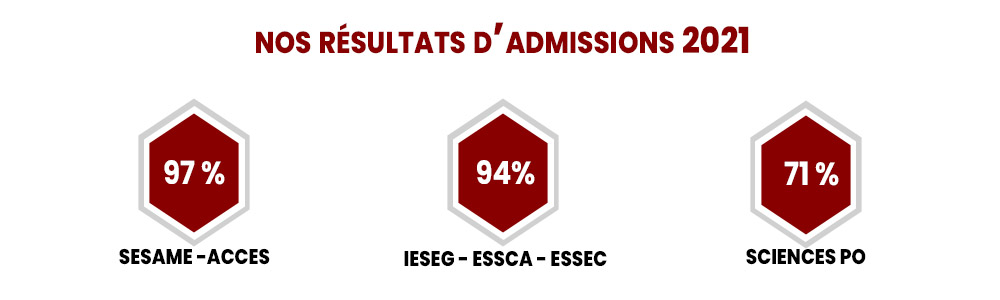 NOS RÉSULTATS D'ADMISSIONS 2021
97 %
94%
71 %
SESAME -ACCES
IESEG - ESSCA - ESSEC
SCIENCES PO